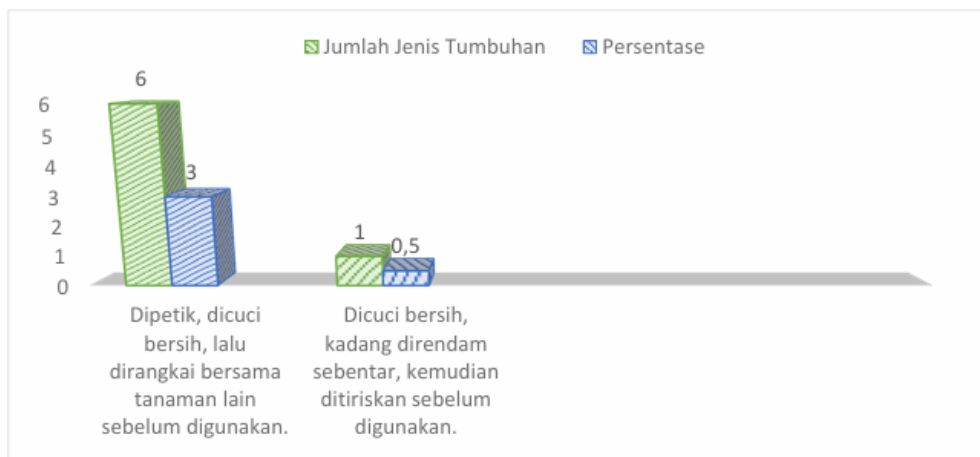 Jumlah Jenis Tumbuhan Persentase
6
6
5
4
3
3
2
1
0
1
0,5
Dipetik, dicuci
bersih, lalu
dirangkai bersama
tanaman lain
sebelum digunakan.
Dicuci bersih,
kadang direndam
sebentar, kemudian
ditiriskan sebelum
digunakan.